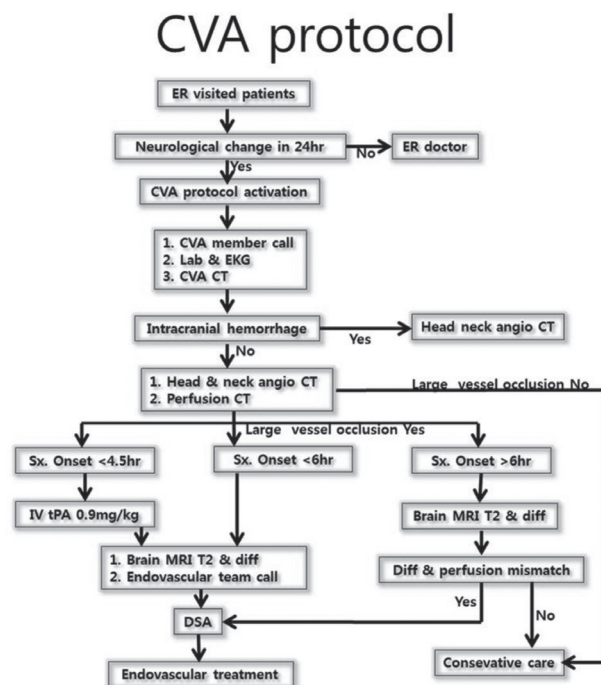 CVA protocol
ER visited patients
Neurological change in 24hr
No
ER doctor
Yes
CVA protocol activation
1. CVA member call
2. Lab & EKG
3. CVA CT
Intracranial hemorrhage
Yes
Head neck angio CT
No
1. Head & neck angio CT
2. Perfusion CT
Large vessel occlusion No
Large vessel occlusion Yes
Sx. Onset <4.5hr
Sx. Onset <6hr
Sx. Onset >6hr
IV tPA 0.9mg/kg
Brain MRI T2 & diff
1. Brain MRI T2 & diff
2. Endovascular team call
Diff & perfusion mismatch
Yes
No
DSA
Endovascular treatment
Consevative care